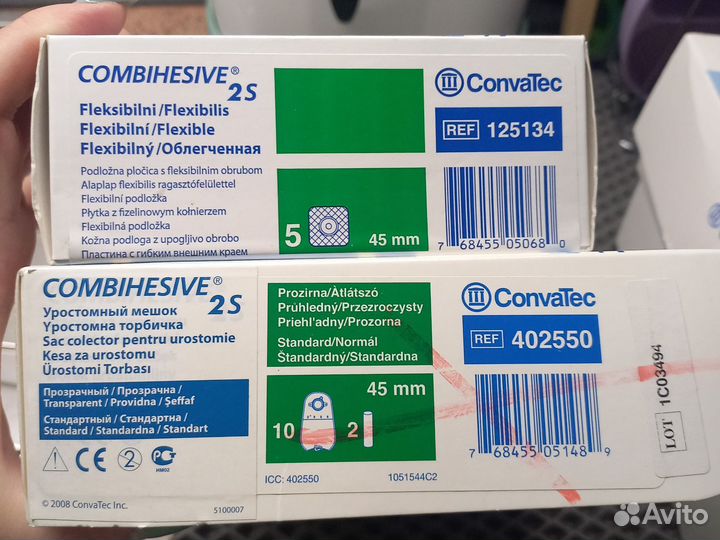 COMBIHESIVE® 2S
Fleksibilni/Flexibilis
Flexibilní/Flexible
Flexibilný/Облегченная
Podložna pločica s fleksibilnim obrubom
Alaplap flexibilis ragasztófelülettel
Flexibilní podložka
Płytka z fizelinowym kołnierzem
Flexibilná podložka
Kožna podloga z upogljivo obrobo
Пластина с гибким внешним краем
5
45 mm
ConvaTec
REF 125134
7 68455 05068 0
COMBIHESIVE® 2S
Уростомный мешок
Уростомна торбичка
Sac colector pentru urostomie
Kesa za urostomu
Ürostomi Torbası
Прозрачный / Прозрачна /
Transparent / Providna / Şeffaf
Стандартный / Стандартна /
Standard / Standardna / Standart
CE
2
РСТ
HM02
© 2008 ConvaTec Inc.
5100007
Prozirna/Átlátszó
Průhledný/Przezroczysty
Priehľadný/Prozorna
Standard/Normál
Štandardný/Standardna
45 mm
10
2
ICC: 402550
1051544C2
ConvaTec
REF 402550
7 68455 05148 9
LOT 1C03494
Avito